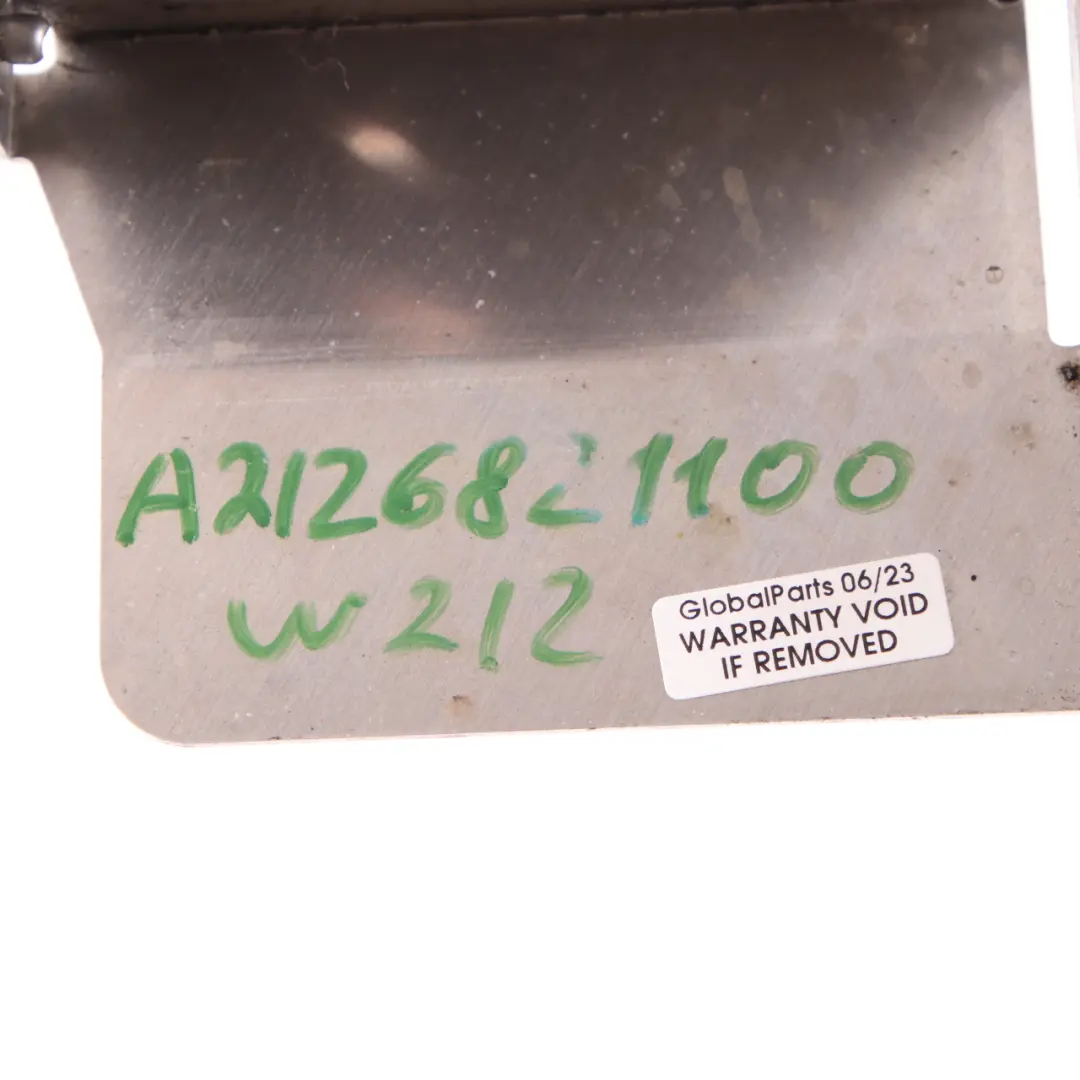 A2126821100
W212
GlobalParts 06/23
WARRANTY VOID
IF REMOVED